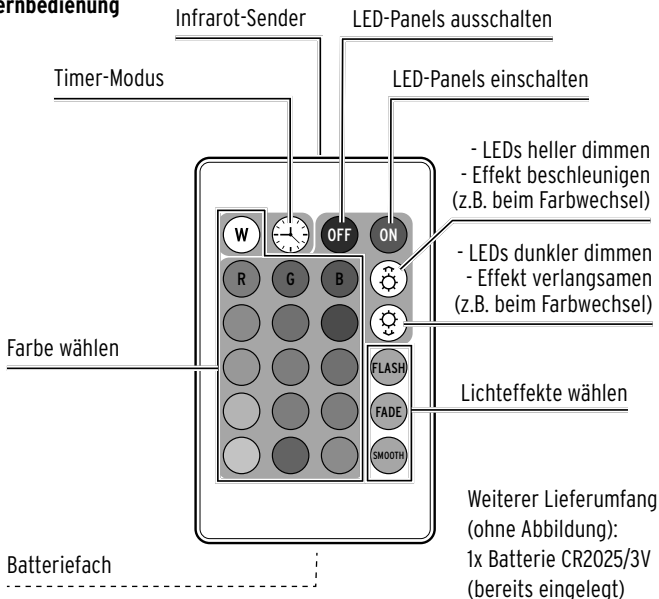 ernbedienung
Infrarot-Sender
LED-Panels ausschalten
Timer-Modus
LED-Panels einschalten
- LEDs heller dimmen
- Effekt beschleunigen
(z.B. beim Farbwechsel)
- LEDs dunkler dimmen
- Effekt verlangsamen
(z.B. beim Farbwechsel)
W
OFF
ON
R
G
B
Farbe wählen
FLASH
FADE
SMOOTH
Lichteffekte wählen
Weiterer Lieferumfang
(ohne Abbildung):
1x Batterie CR2025/3V
(bereits eingelegt)
Batteriefach